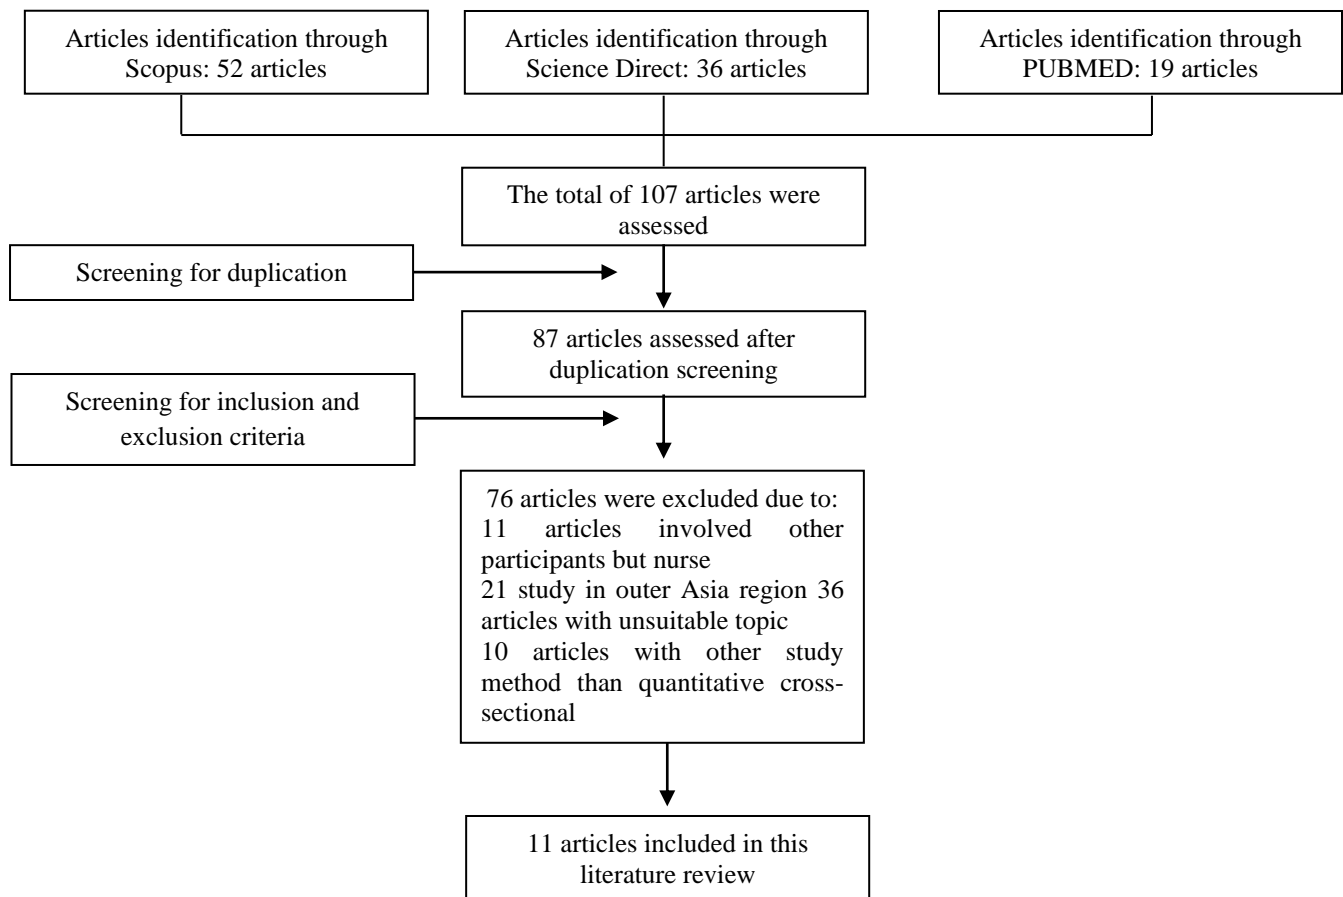 Articles identification through
Scopus: 52 articles
Articles identification through
Science Direct: 36 articles
Articles identification through
PUBMED: 19 articles
The total of 107 articles were
assessed
Screening for duplication
87 articles assessed after
duplication screening
Screening for inclusion and
exclusion criteria
76 articles were excluded due to:
11 articles involved other
participants but nurse
21 study in outer Asia region 36
articles with unsuitable topic
10 articles with other study
method than quantitative cross-
sectional
11 articles included in this
literature review